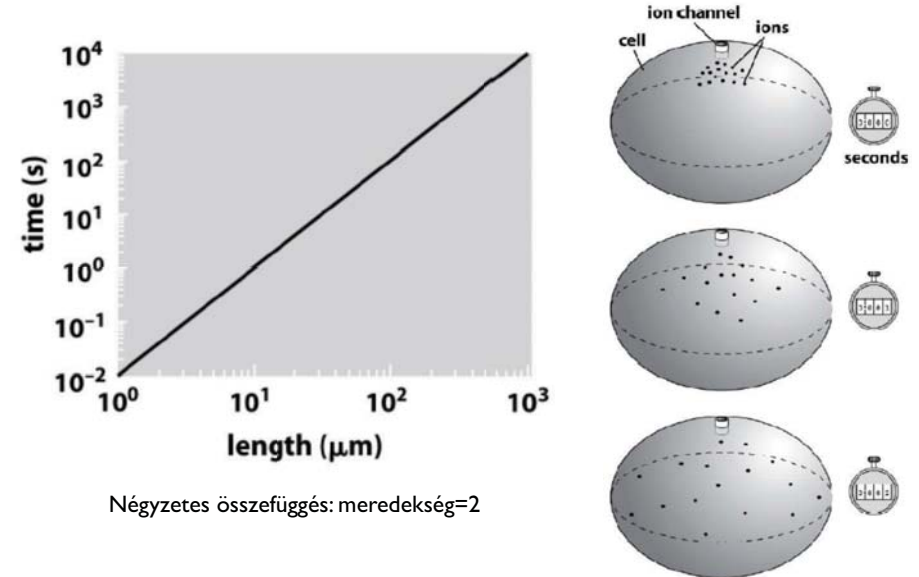 time (s)
10⁴
10³
10²
10¹
10⁰
10⁻¹
10⁻²
10⁰ 10¹ 10² 10³
length (μm)
Négyzetes összefüggés: meredekség=2
ion channel
ions
cell
seconds